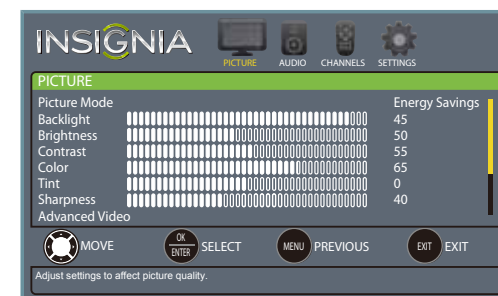 INSIGNIA
PICTURE AUDIO CHANNELS SETTINGS
PICTURE
Picture Mode Energy Savings
Backlight 45
Brightness 50
Contrast 55
Color 65
Tint 0
Sharpness 40
Advanced Video
MOVE OK ENTER SELECT MENU PREVIOUS EXIT EXIT
Adjust settings to affect picture quality.